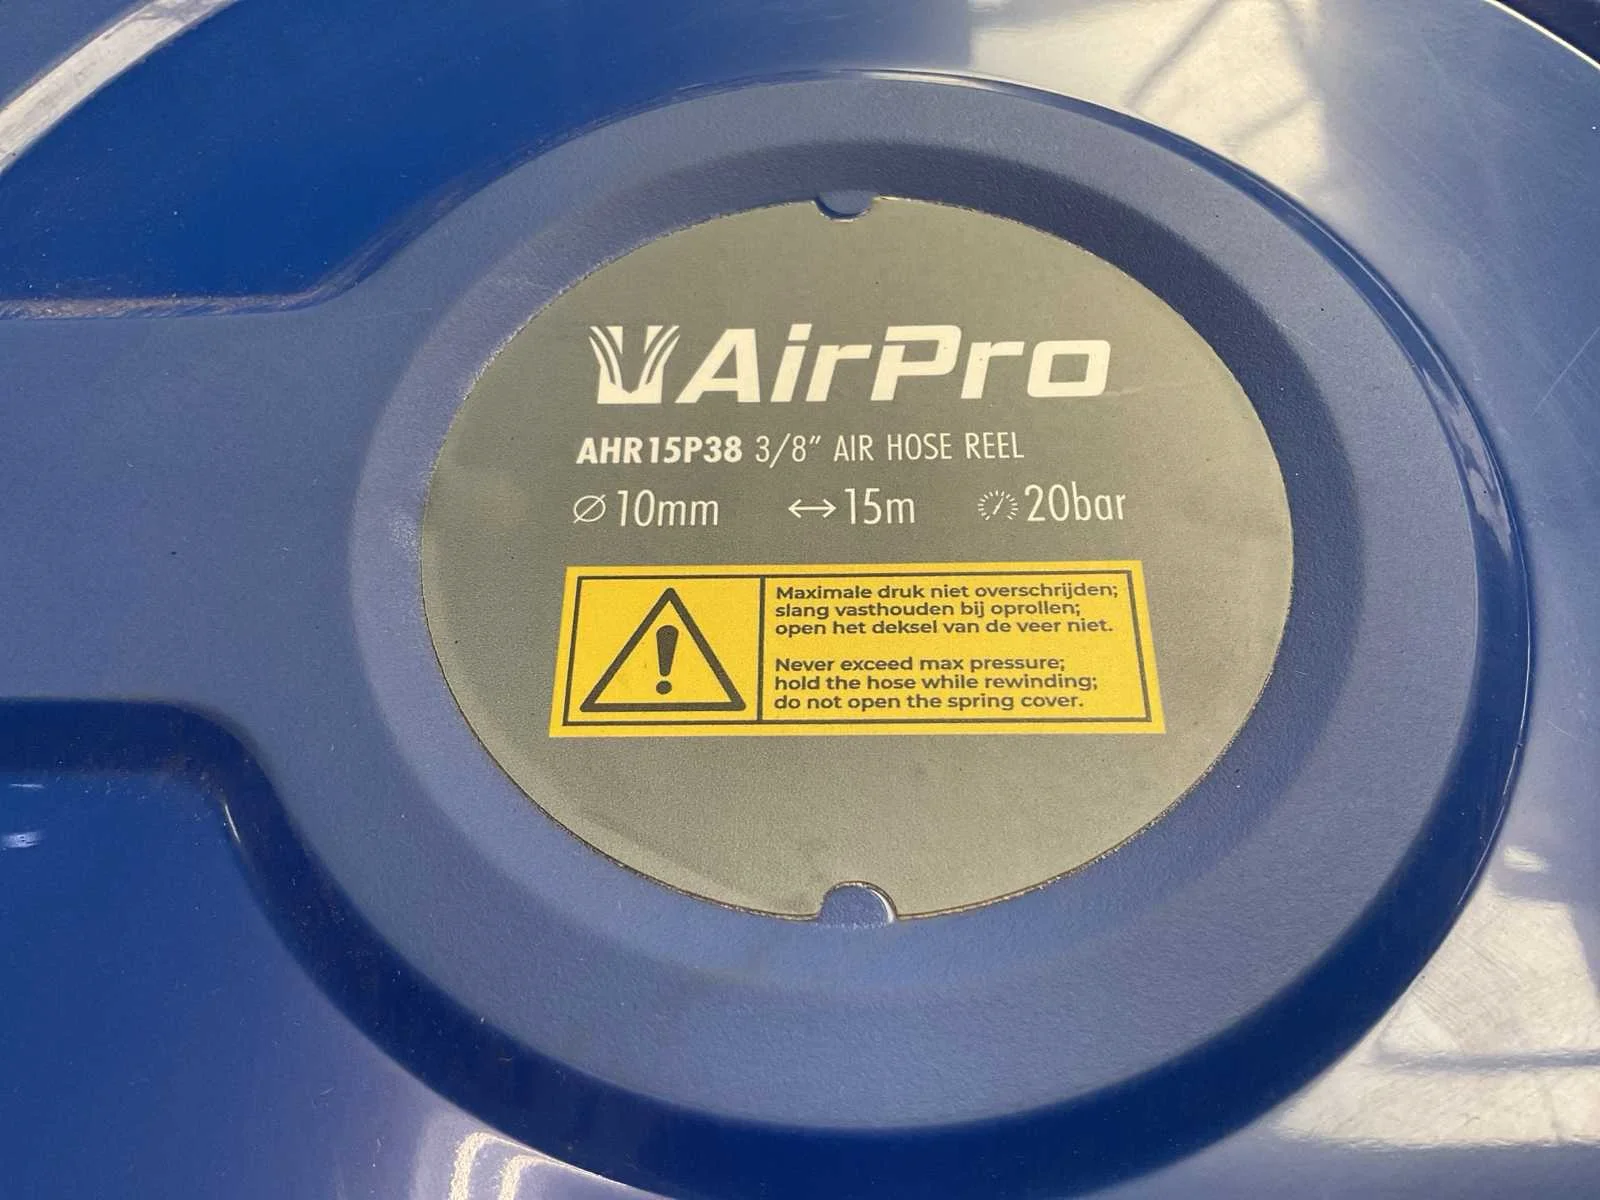 AirPro
AHR15P38 3/8" AIR HOSE REEL
⌀ 10mm ↔ 15m 20bar
Maximale druk niet overschrijden;
slang vasthouden bij oprollen;
open het deksel van de veer niet.
Never exceed max pressure;
hold the hose while rewinding;
do not open the spring cover.